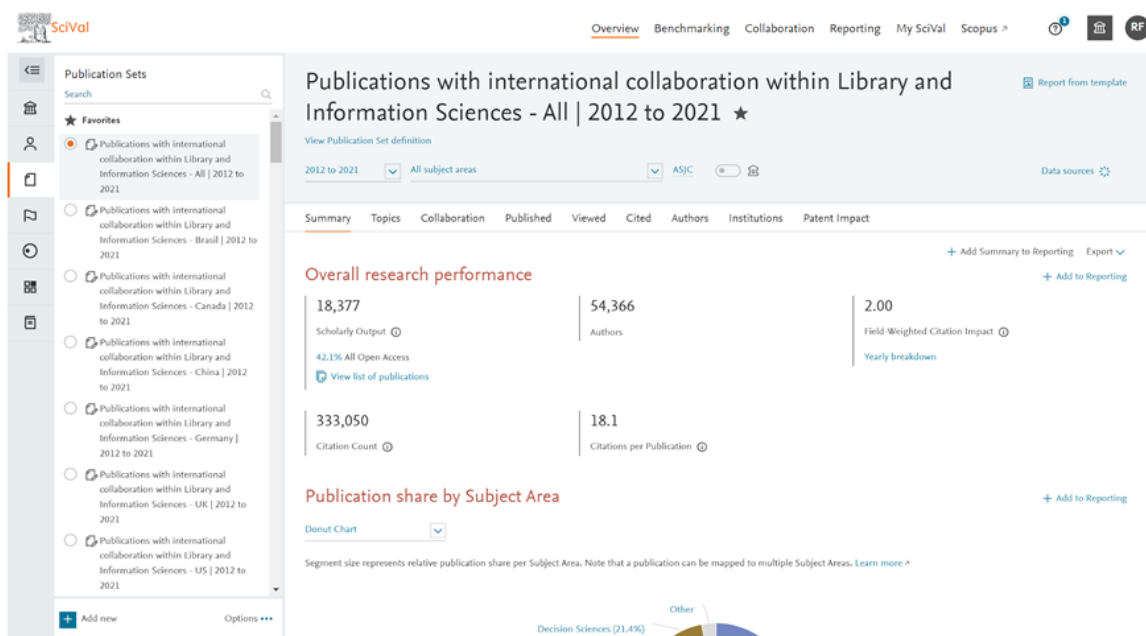 SciVal
Overview Benchmarking Collaboration Reporting My SciVal Scopus ↗
1
RF
Publication Sets
Search
Favorites
Publications with international
collaboration within Library and
Information Sciences - All | 2012 to
2021
Publications with international
collaboration within Library and
Information Sciences - Brasil | 2012 to
2021
Publications with international
collaboration within Library and
Information Sciences - Canada | 2012
to 2021
Publications with international
collaboration within Library and
Information Sciences - China | 2012
to 2021
Publications with international
collaboration within Library and
Information Sciences - Germany |
2012 to 2021
Publications with international
collaboration within Library and
Information Sciences - UK | 2012 to
2021
Publications with international
collaboration within Library and
Information Sciences - US | 2012 to
2021
+ Add new Options •••
Publications with international collaboration within Library and
Information Sciences - All | 2012 to 2021 ★
Report from template
View Publication Set definition
2012 to 2021 All subject areas ASJC
Data sources
Summary Topics Collaboration Published Viewed Cited Authors Institutions Patent Impact
+ Add Summary to Reporting Export
Overall research performance
+ Add to Reporting
18,377
Scholarly Output
42.1% All Open Access
View list of publications
54,366
Authors
2.00
Field-Weighted Citation Impact
Yearly breakdown
333,050
Citation Count
18.1
Citations per Publication
Publication share by Subject Area
+ Add to Reporting
Donut Chart
Segment size represents relative publication share per Subject Area. Note that a publication can be mapped to multiple Subject Areas. Learn more ↗
Other
Decision Sciences (21.4%)